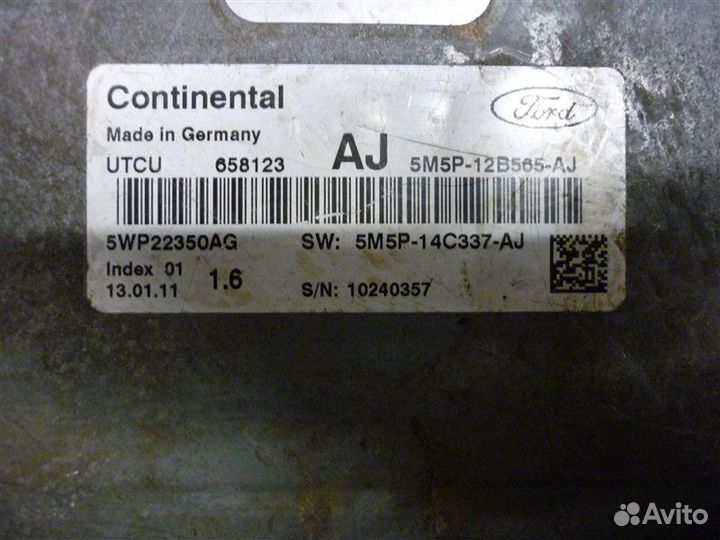 Continental
Ford
Made in Germany
UTCU 658123 AJ 5M5P-12B565-AJ
5WP22350AG SW: 5M5P-14C337-AJ
Index 01
13.01.11 1.6 S/N: 10240357
Avito